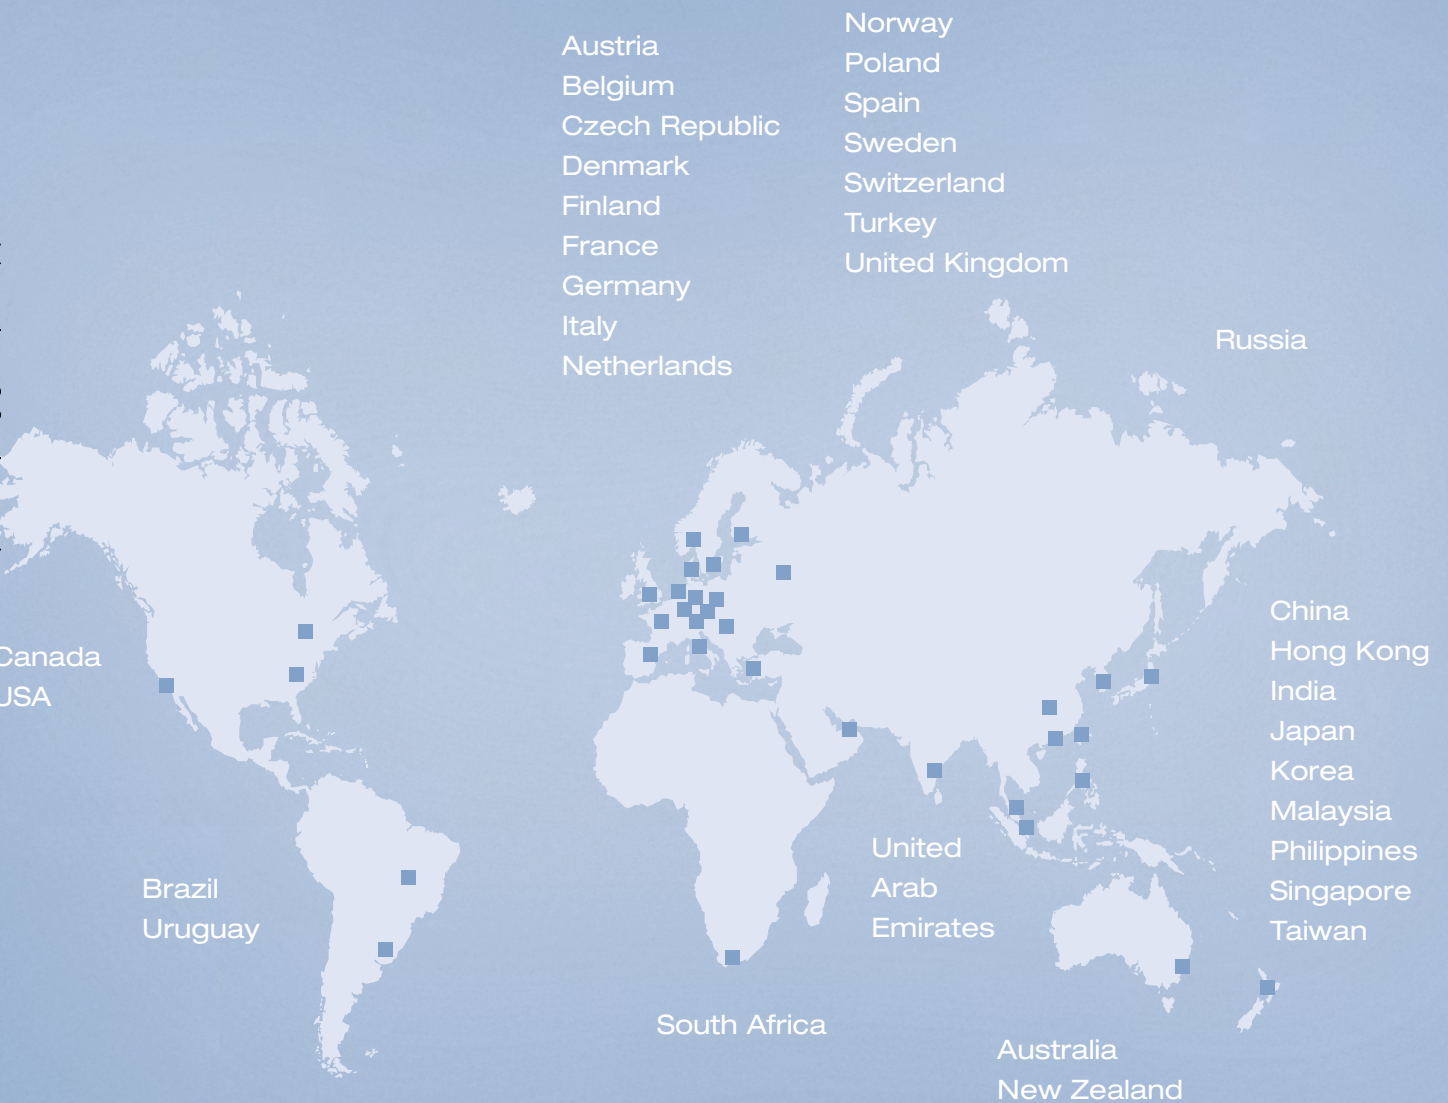 Austria
Belgium
Czech Republic
Denmark
Finland
France
Germany
Italy
Netherlands
Norway
Poland
Spain
Sweden
Switzerland
Turkey
United Kingdom
Russia
Canada
USA
China
Hong Kong
India
Japan
Korea
Malaysia
Philippines
Singapore
Taiwan
Brazil
Uruguay
United
Arab
Emirates
South Africa
Australia
New Zealand